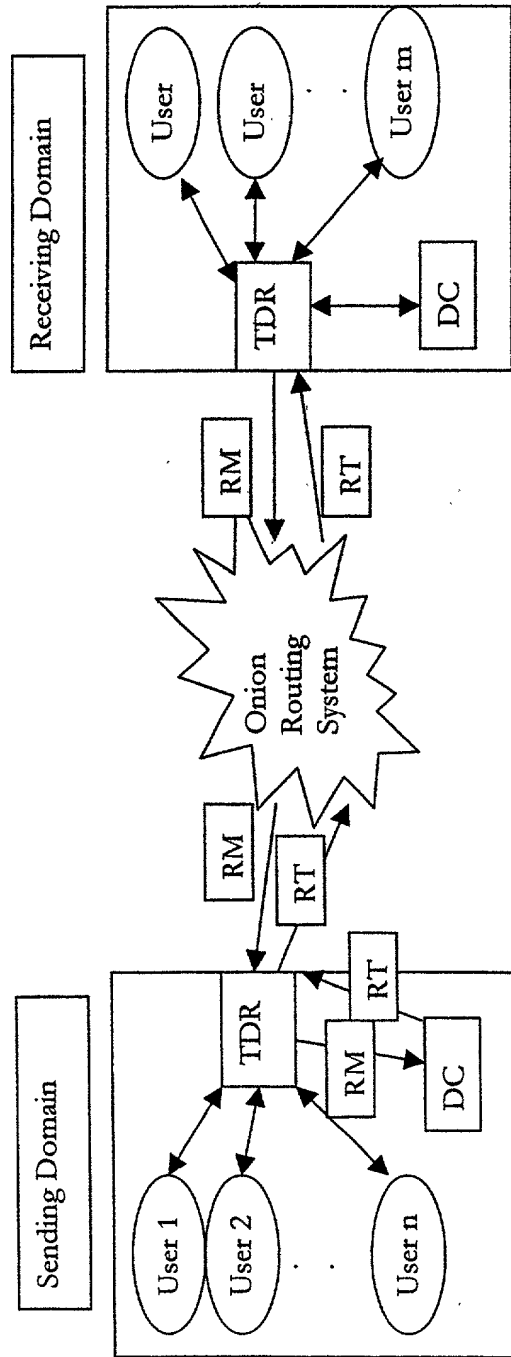 Sending Domain
Receiving Domain
User 1
User 2
. .
User n
TDR
RM
RT
DC
RM
RT
Onion
Routing
System
RM
RT
TDR
DC
User
User
. .
User m